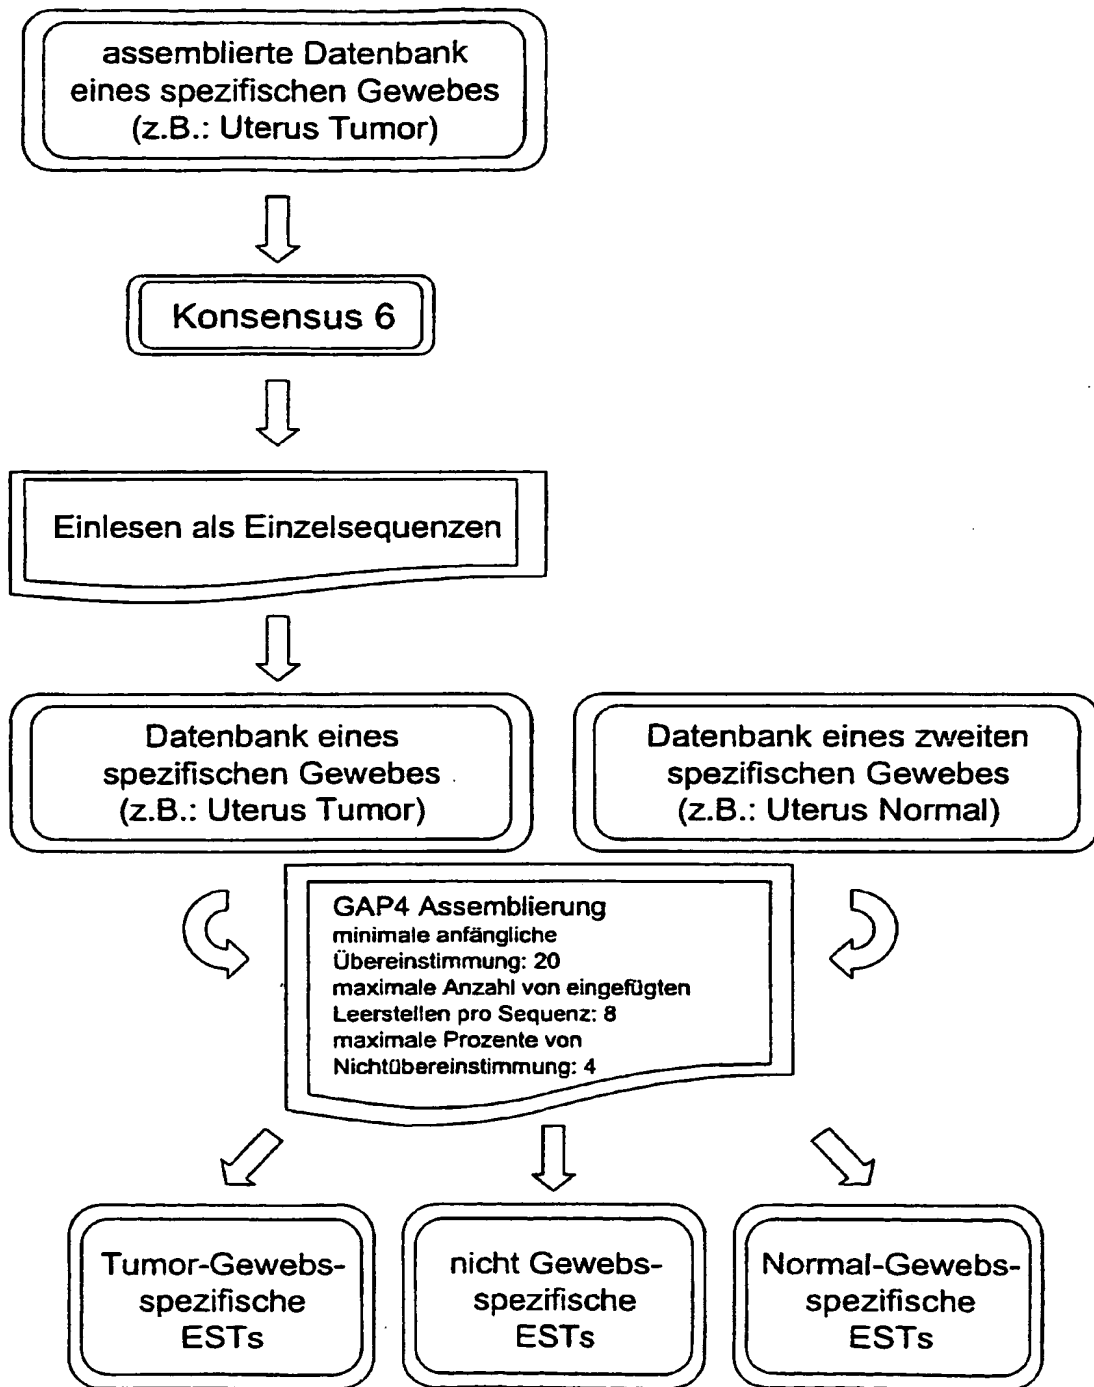 assemblierte Datenbank
eines spezifischen Gewebes
(z.B.: Uterus Tumor)
Konsensus 6
Einlesen als Einzelsequenzen
Datenbank eines
spezifischen Gewebes
(z.B.: Uterus Tumor)
Datenbank eines zweiten
spezifischen Gewebes
(z.B.: Uterus Normal)
GAP4 Assemblierung
minimale anfängliche
Übereinstimmung: 20
maximale Anzahl von eingefügten
Leerstellen pro Sequenz: 8
maximale Prozente von
Nichtübereinstimmung: 4
Tumor-Gewebs-
spezifische
ESTs
nicht Gewebs-
spezifische
ESTs
Normal-Gewebs-
spezifische
ESTs